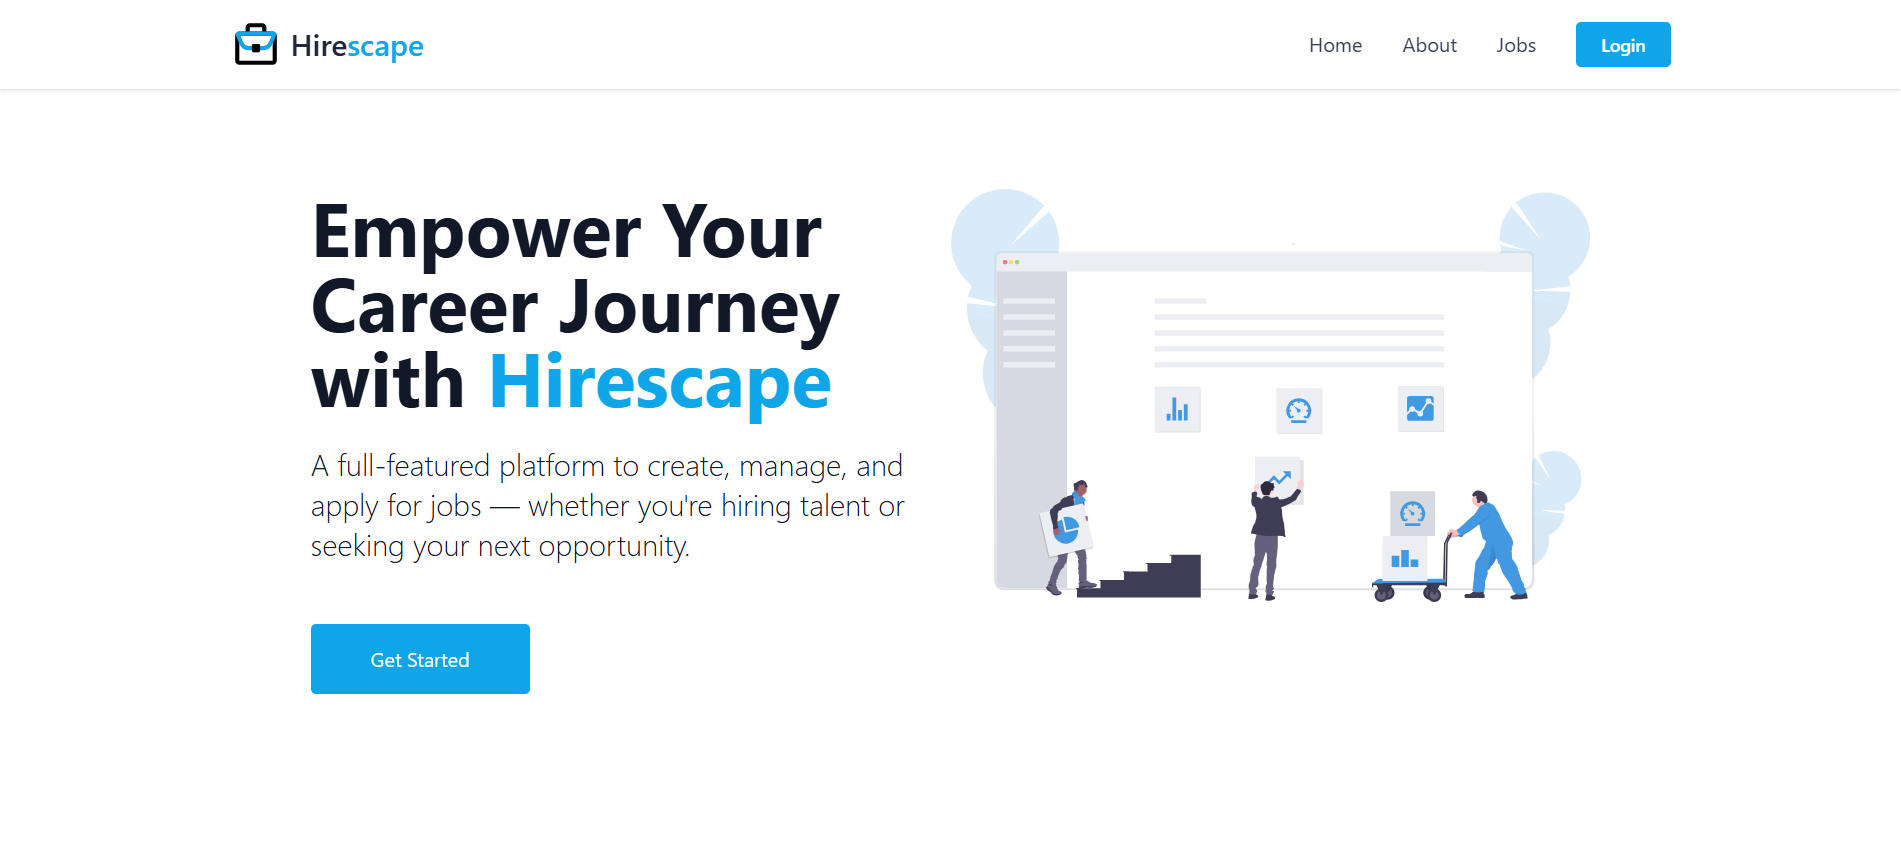 Hirescape
Home About Jobs Login
Empower Your
Career Journey
with Hirescape
A full-featured platform to create, manage, and
apply for jobs — whether you're hiring talent or
seeking your next opportunity.
Get Started